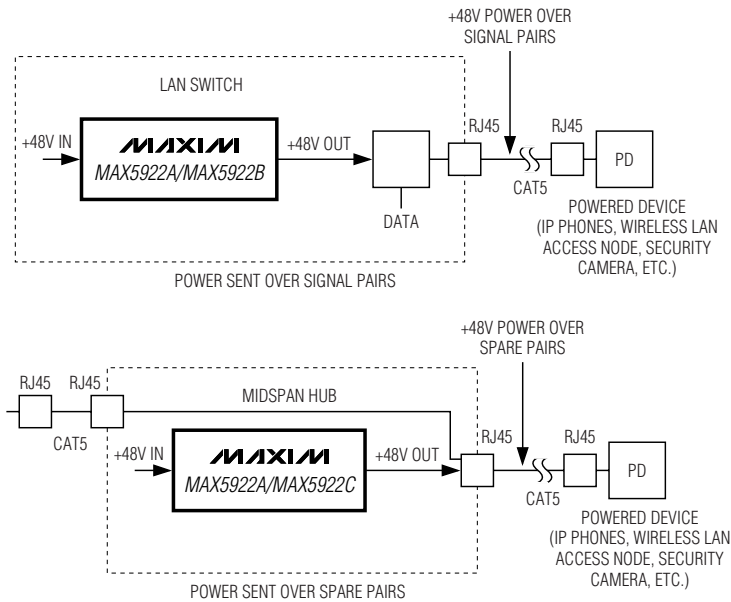 +48V POWER OVER
SIGNAL PAIRS
LAN SWITCH
RJ45
RJ45
+48V IN
MAXIM
MAX5922A/MAX5922B
+48V OUT
PD
CAT5
DATA
POWERED DEVICE
(IP PHONES, WIRELESS LAN
ACCESS NODE, SECURITY
CAMERA, ETC.)
POWER SENT OVER SIGNAL PAIRS
+48V POWER OVER
SPARE PAIRS
RJ45
RJ45
MIDSPAN HUB
CAT5
+48V IN
MAXIM
MAX5922A/MAX5922C
+48V OUT
RJ45
RJ45
PD
CAT5
POWERED DEVICE
(IP PHONES, WIRELESS LAN
ACCESS NODE, SECURITY
CAMERA, ETC.)
POWER SENT OVER SPARE PAIRS